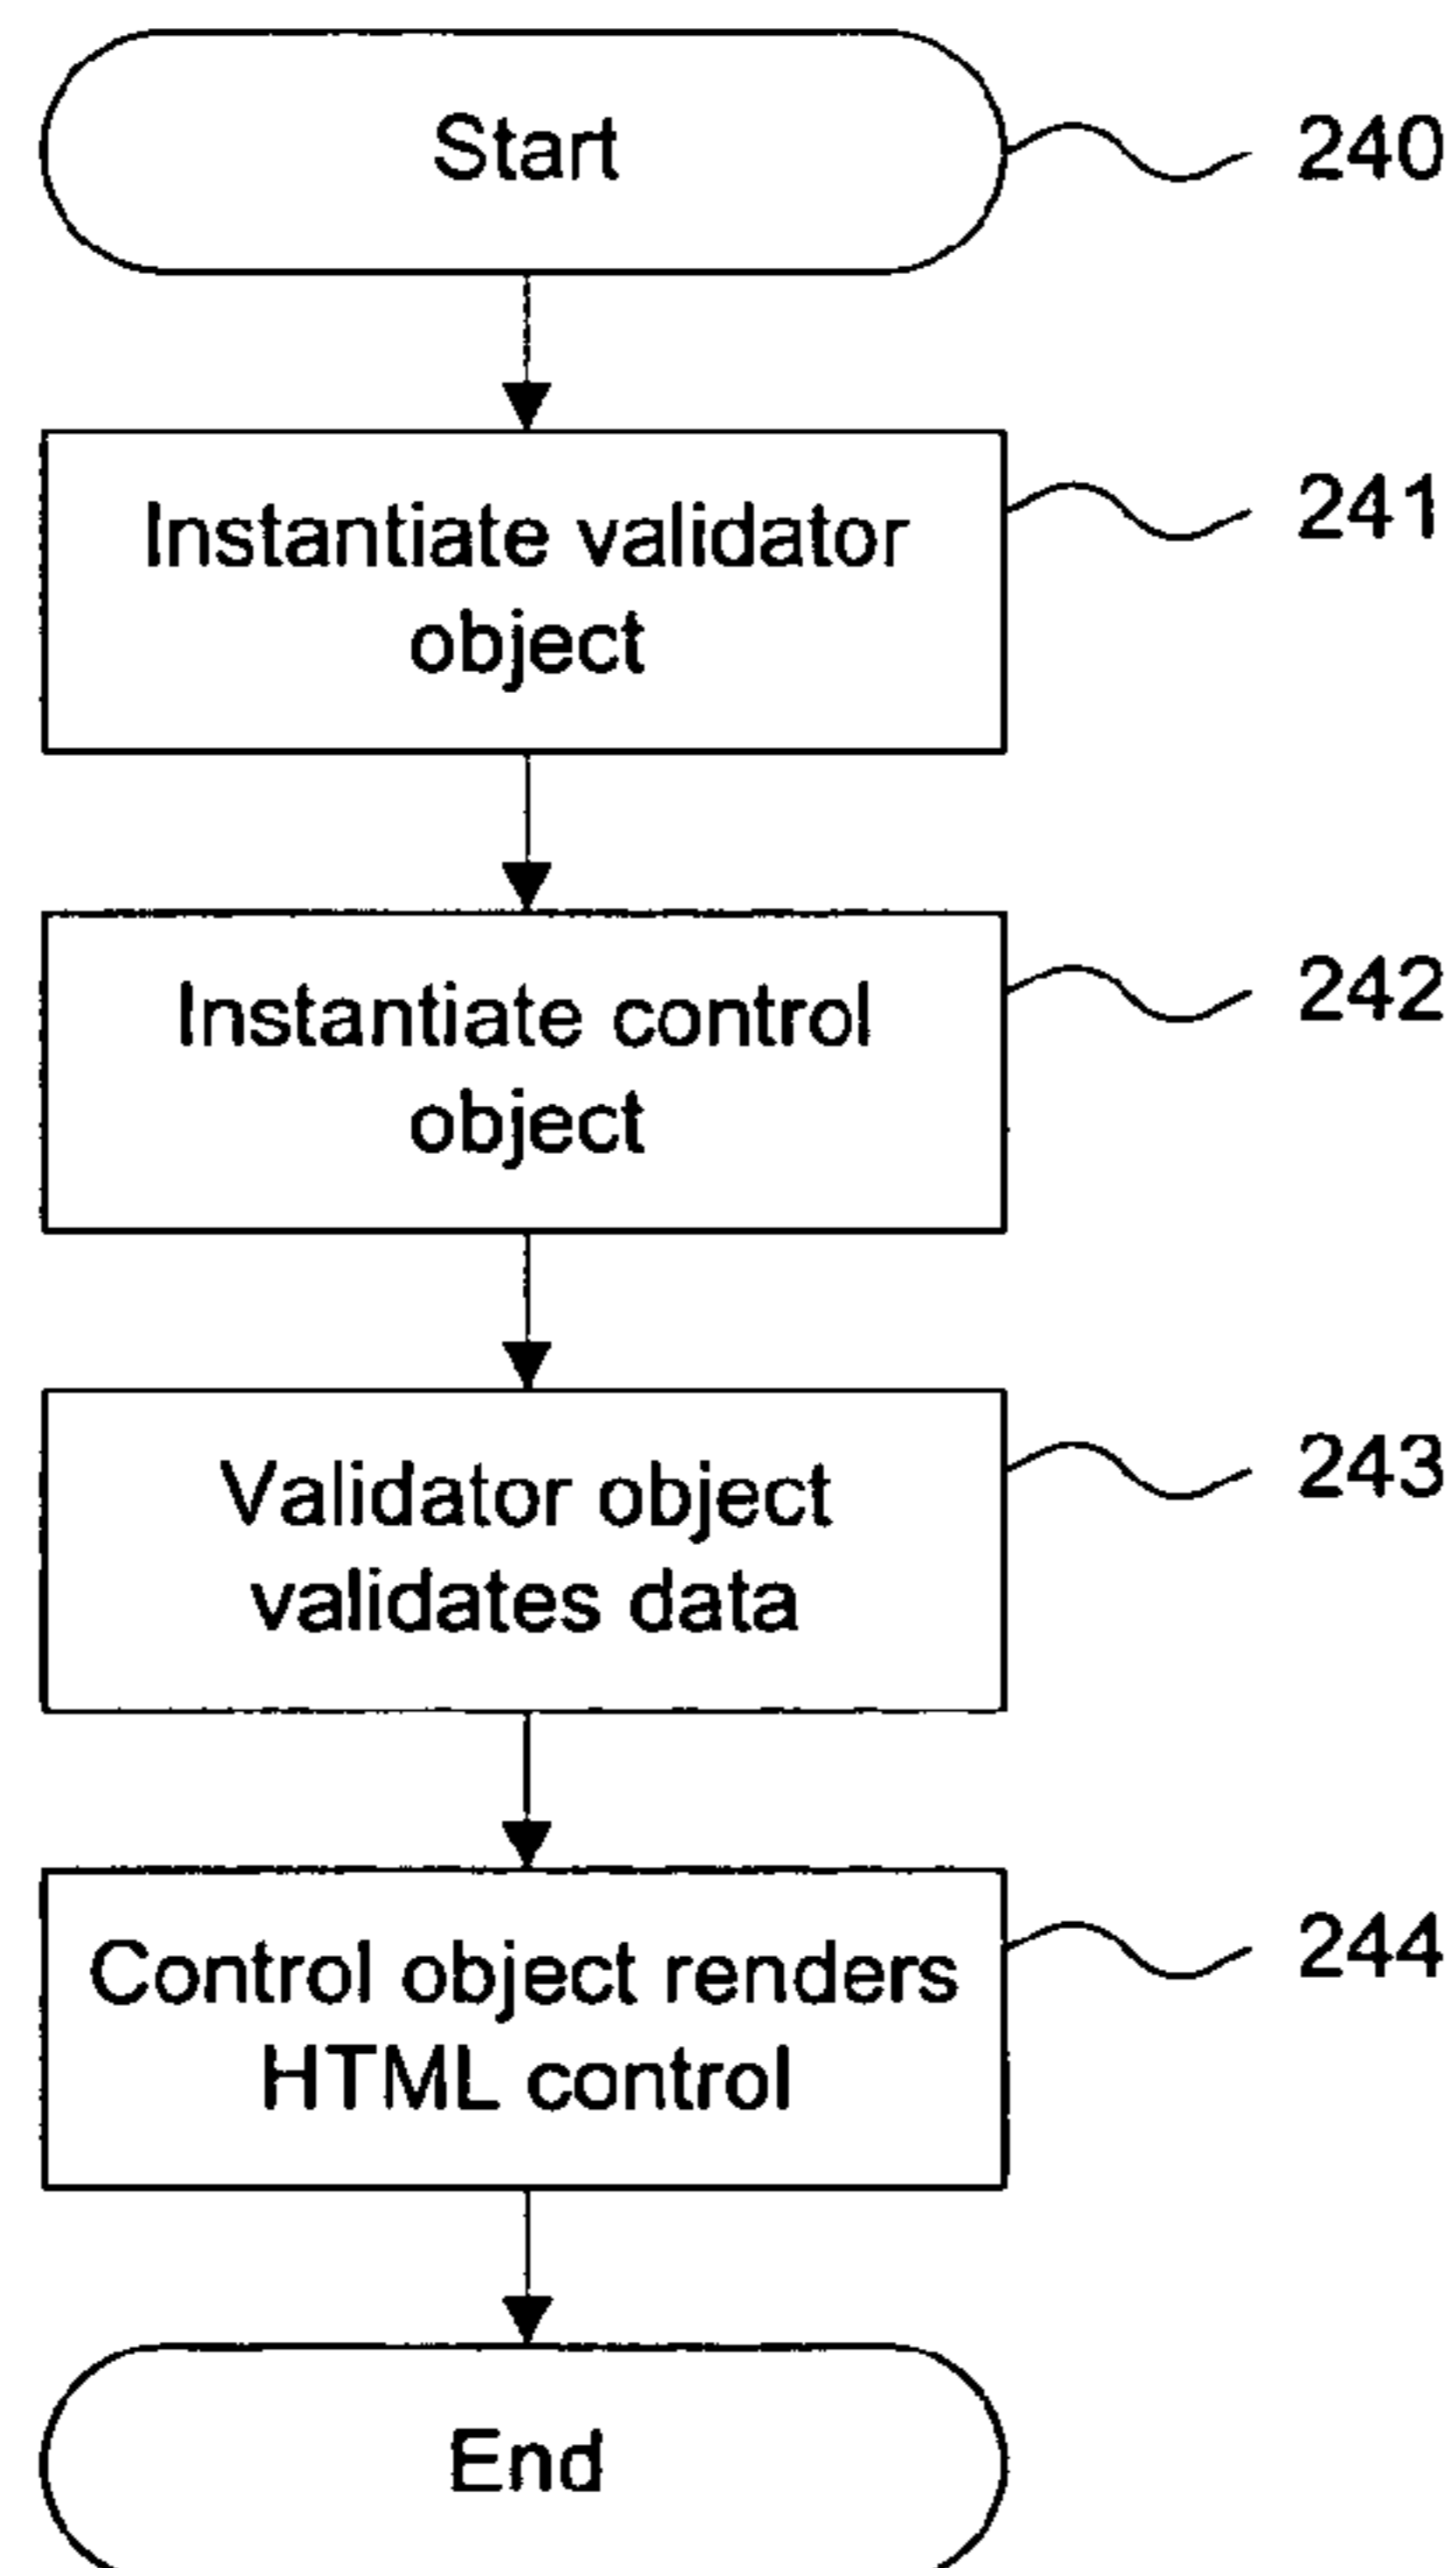 Start
240
Instantiate validator
object
241
Instantiate control
object
242
Validator object
validates data
243
Control object renders
HTML control
244
End